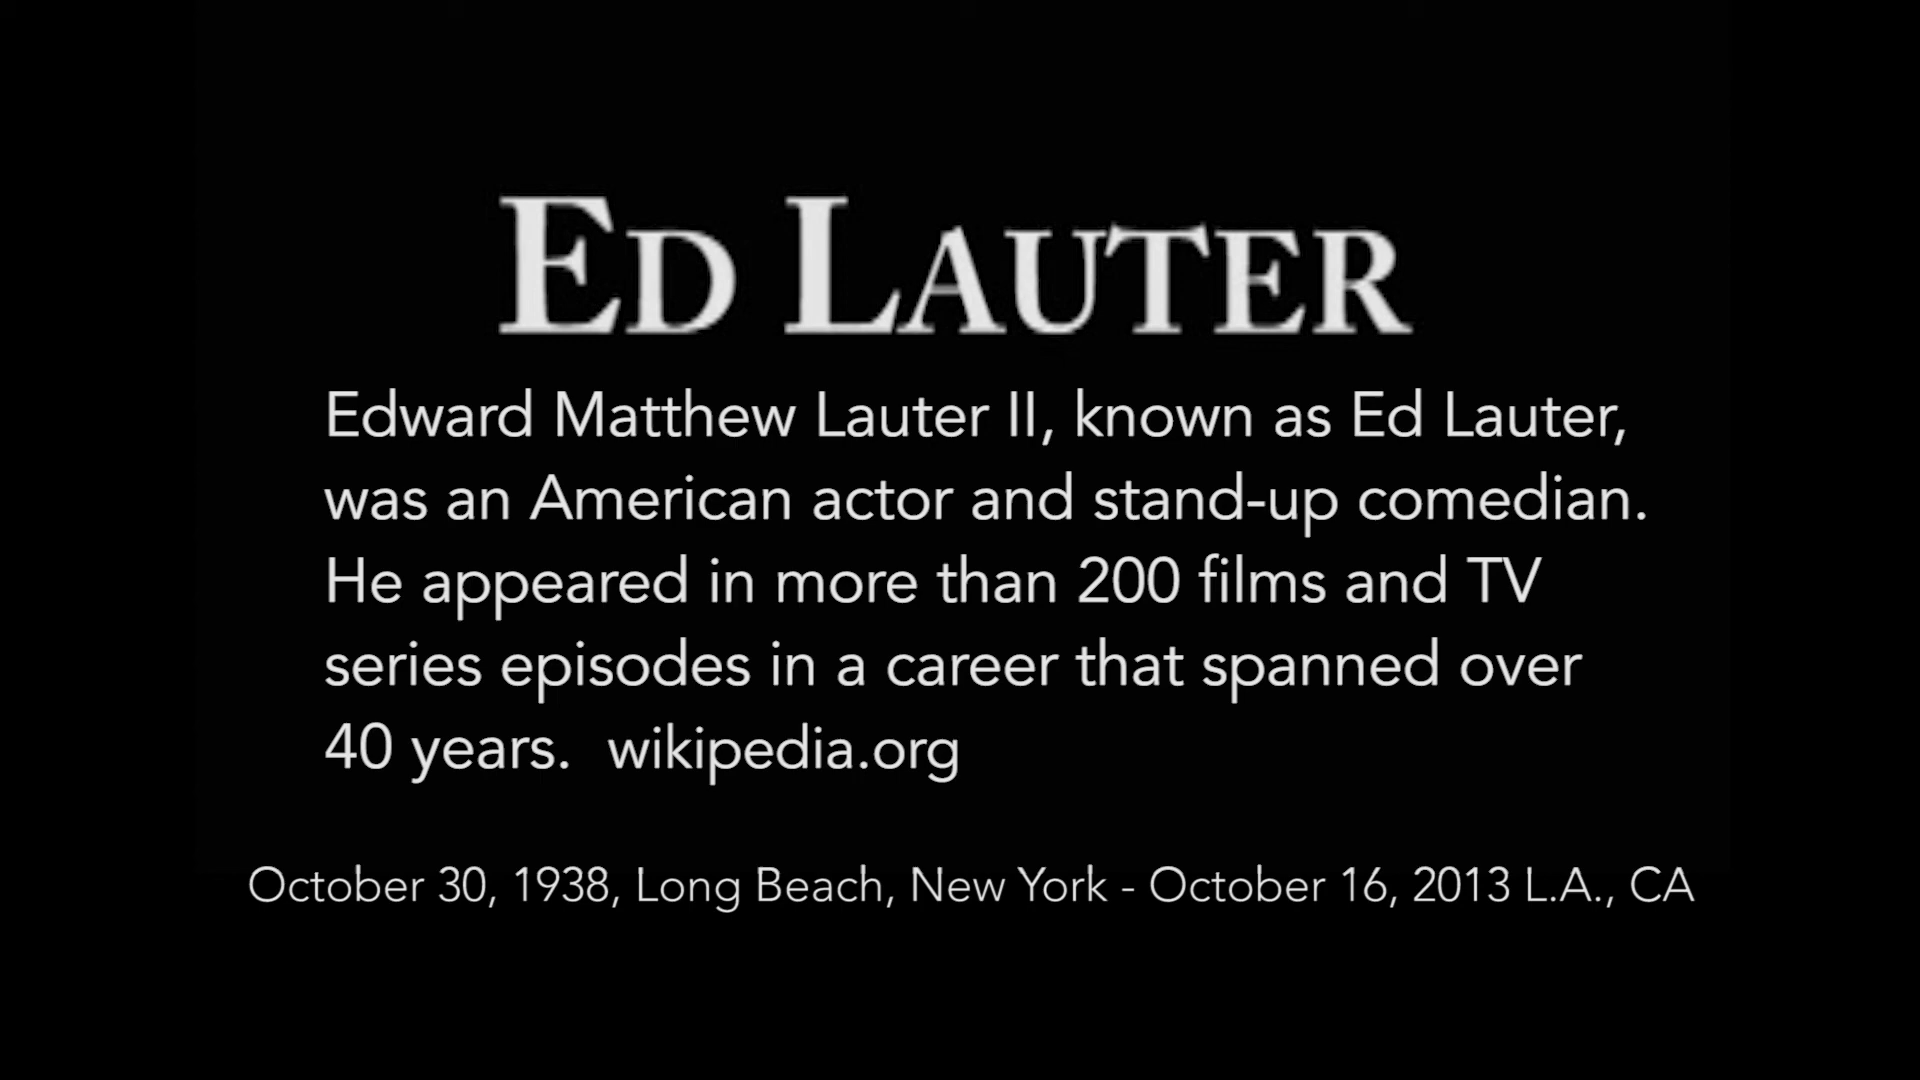 ED LAUTER
Edward Matthew Lauter II, known as Ed Lauter,
was an American actor and stand-up comedian.
He appeared in more than 200 films and TV
series episodes in a career that spanned over
40 years.  wikipedia.org
October 30, 1938, Long Beach, New York - October 16, 2013 L.A., CA